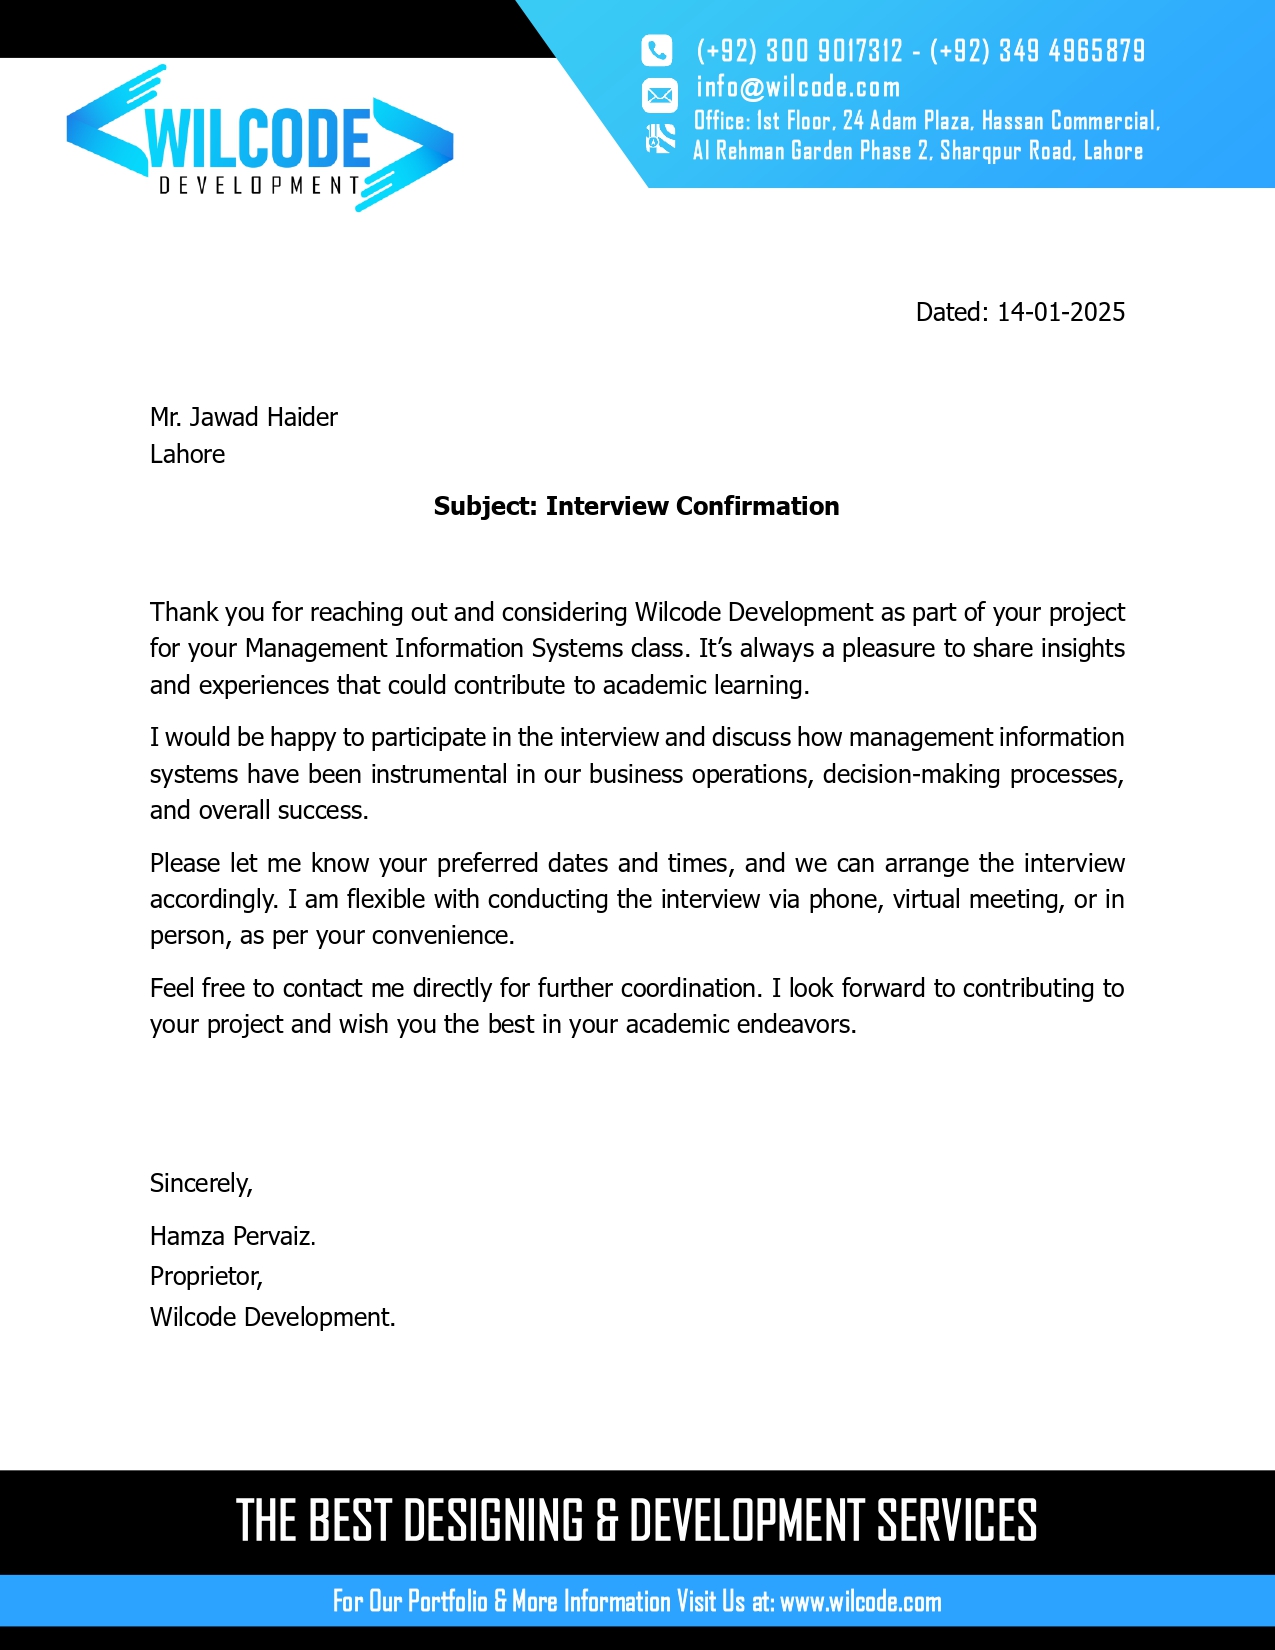 (+92) 300 9017312 - (+92) 349 4965879
info@wilcode.com
Office: 1st Floor, 24 Adam Plaza, Hassan Commercial,
Al Rehman Garden Phase 2, Sharqpur Road, Lahore
WILCODE
DEVELOPMENT
Dated: 14-01-2025
Mr. Jawad Haider
Lahore
Subject: Interview Confirmation
Thank you for reaching out and considering Wilcode Development as part of your project
for your Management Information Systems class. It’s always a pleasure to share insights
and experiences that could contribute to academic learning.
I would be happy to participate in the interview and discuss how management information
systems have been instrumental in our business operations, decision-making processes,
and overall success.
Please let me know your preferred dates and times, and we can arrange the interview
accordingly. I am flexible with conducting the interview via phone, virtual meeting, or in
person, as per your convenience.
Feel free to contact me directly for further coordination. I look forward to contributing to
your project and wish you the best in your academic endeavors.
Sincerely,
Hamza Pervaiz.
Proprietor,
Wilcode Development.
THE BEST DESIGNING & DEVELOPMENT SERVICES
For Our Portfolio & More Information Visit Us at: www.wilcode.com